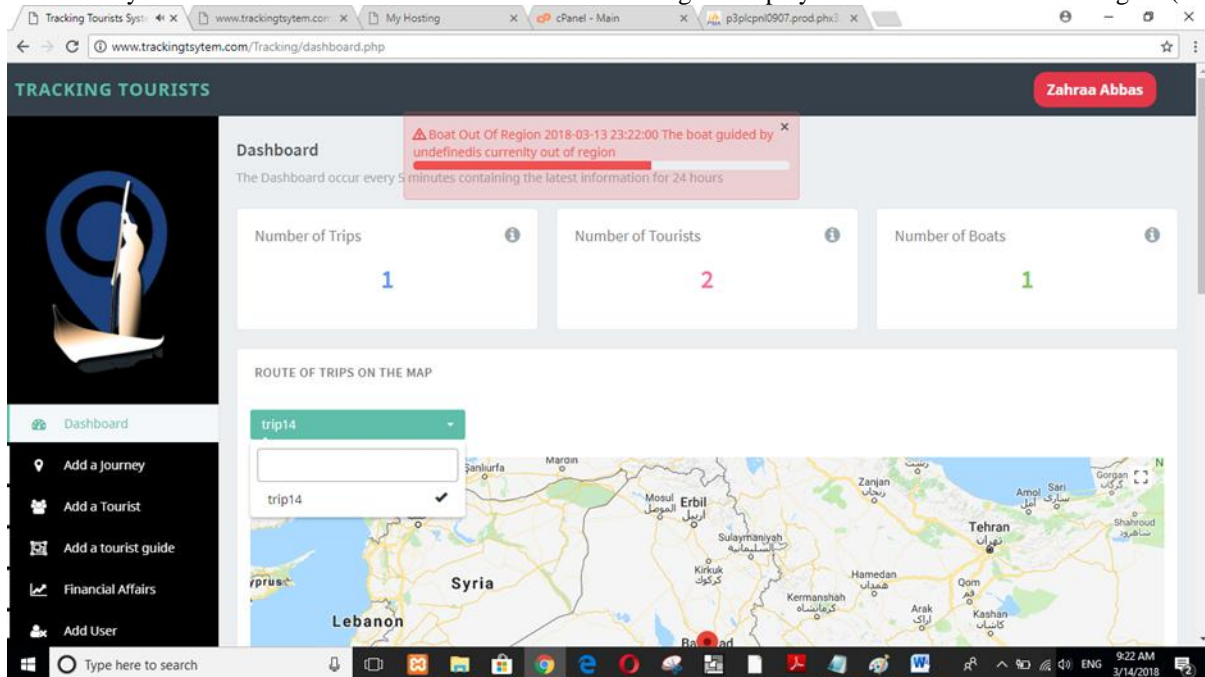 Tracking Tourists Syst
www.trackingtsytem.com
My Hosting
cPanel - Main
p3plcpnl0907.prod.phx3.
www.trackingtsytem.com/Tracking/dashboard.php
TRACKING TOURISTS
Zahraa Abbas
Boat Out Of Region 2018-03-13 23:22:00 The boat guided by
undefinedis currenlty out of region
Dashboard
The Dashboard occur every 5 minutes containing the latest information for 24 hours
Number of Trips
Number of Tourists
Number of Boats
1
2
1
ROUTE OF TRIPS ON THE MAP
trip14
trip14
Dashboard
Add a Journey
Add a Tourist
Add a tourist guide
Financial Affairs
Add User
Şanlıurfa
Mardin
Mosul
الموصل
Erbil
أربيل
Sulaymaniyah
السليمانية
Kirkuk
كركوك
Zanjan
زنجان
Amol
آمل
Sari
ساری
Gorgan
گرگان
Tehran
تهران
Shahroud
شاهرود
Hamedan
همدان
Qom
قم
Kermanshah
کرمانشاه
Arak
اراک
Kashan
کاشان
رشت
Syria
yprus
Lebanon
Ba ad
N
Type here to search
ENG
9:22 AM
3/14/2018